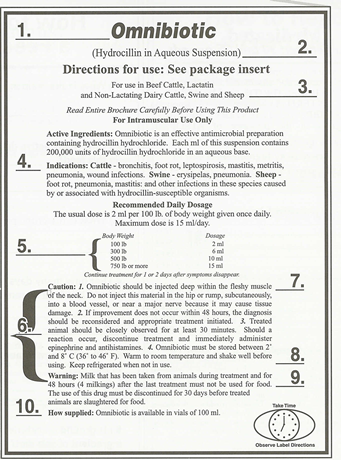 1. Omnibiotic
(Hydrocillin in Aqueous Suspension) 2.
Directions for use: See package insert
For use in Beef Cattle, Lactatin
and Non-Lactating Dairy Cattle, Swine and Sheep 3.
Read Entire Brochure Carefully Before Using This Product
For Intramuscular Use Only
Active Ingredients: Omnibiotic is an effective antimicrobial preparation
containing hydrocillin hydrochloride. Each ml of this suspension contains
200,000 units of hydrocillin hydrochloride in an aqueous base.
4. Indications: Cattle - bronchitis, foot rot, leptospirosis, mastitis, metritis,
pneumonia, wound infections. Swine - erysipelas, pneumonia. Sheep -
foot rot, pneumonia, mastitis: and other infections in these species caused
by or associated with hydrocillin-susceptible organisms.
Recommended Daily Dosage
The usual dose is 2 ml per 100 lb. of body weight given once daily.
Maximum dose is 15 ml/day.
5. Body Weight Dosage
100 lb 2 ml
300 lb 6 ml
500 lb 10 ml
750 lb or more 15 ml
Continue treatment for 1 or 2 days after symptoms disappear.
6. 7. Caution: 1. Omnibiotic should be injected deep within the fleshy muscle
of the neck. Do not inject this material in the hip or rump, subcutaneously,
into a blood vessel, or near a major nerve because it may cause tissue
damage. 2. If improvement does not occur within 48 hours, the diagnosis
should be reconsidered and appropriate treatment initiated. 3. Treated
animal should be closely observed for at least 30 minutes. Should a
reaction occur, discontinue treatment and immediately administer
epinephrine and antihistamines. 4. Omnibiotic must be stored between 2°
and 8° C (36° to 46° F). Warm to room temperature and shake well before
using. Keep refrigerated when not in use. 8.
Warning: Milk that has been taken from animals during treatment and for
48 hours (4 milkings) after the last treatment must not be used for food. 9.
The use of this drug must be discontinued for 30 days before treated
animals are slaughtered for food.
10. How supplied: Omnibiotic is available in vials of 100 ml.
Take Time
Observe Label Directions